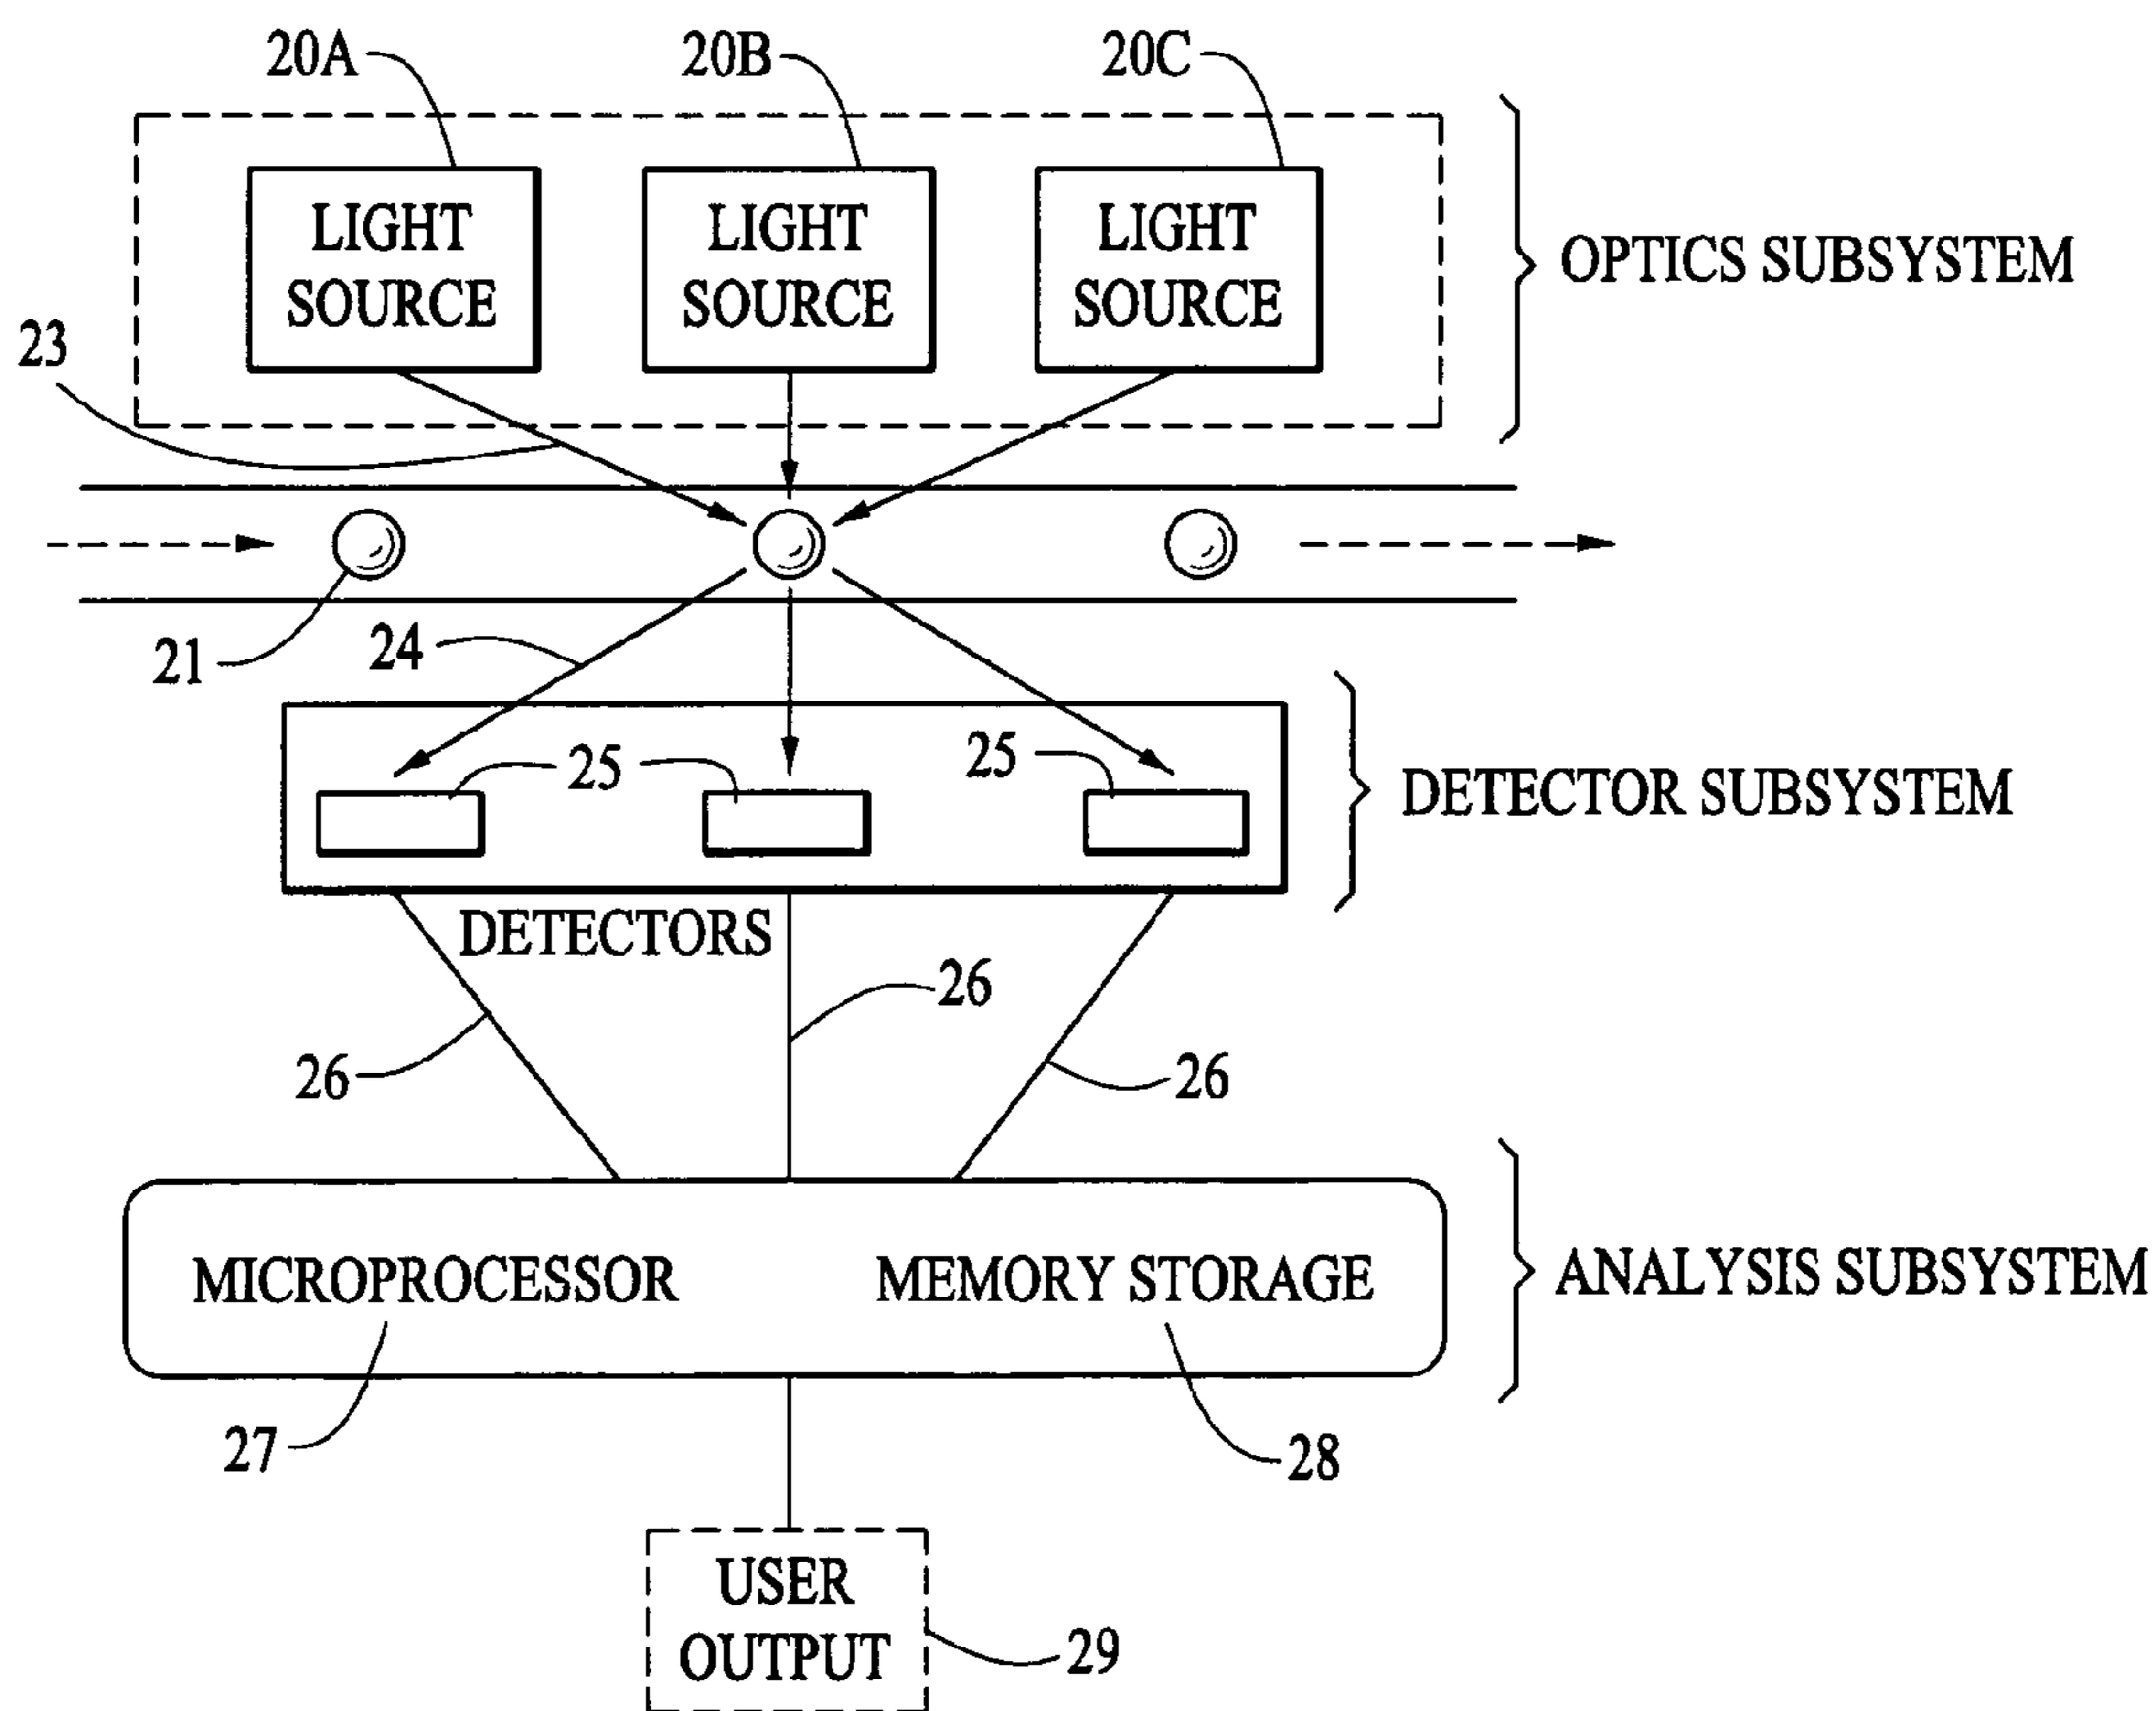 20A
20B
20C
LIGHT
SOURCE
LIGHT
SOURCE
LIGHT
SOURCE
OPTICS SUBSYSTEM
23
21
24
25
25
DETECTOR SUBSYSTEM
DETECTORS
26
26
26
MICROPROCESSOR
MEMORY STORAGE
ANALYSIS SUBSYSTEM
27
28
USER
OUTPUT
29